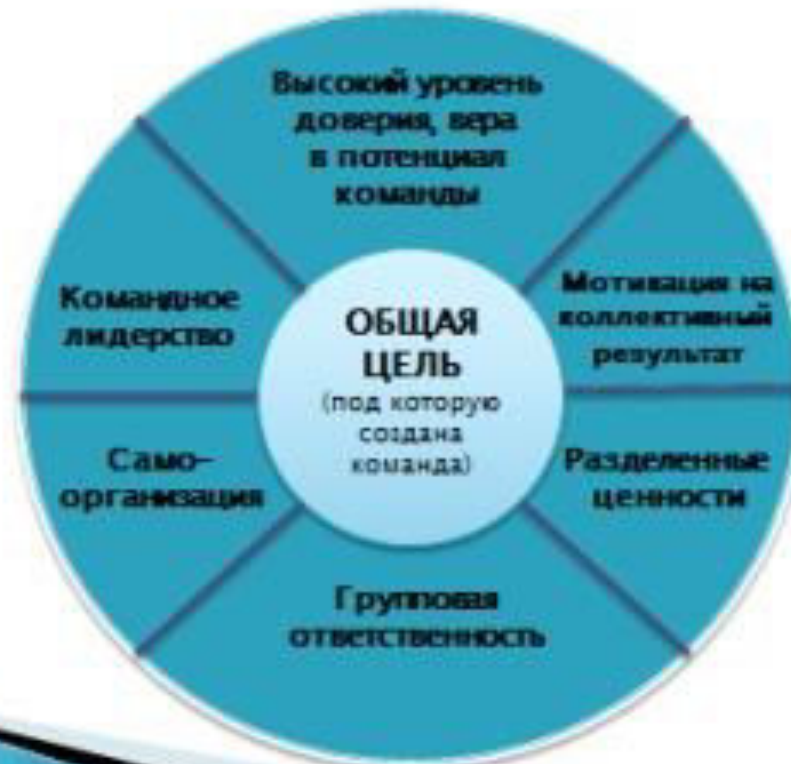 Высокий уровень
доверия, вера
в потенциал
команды
Мотивация на
коллективный
результат
Разделенные
ценности
Групповая
ответственность
Само-
организация
Командное
лидерство
ОБЩАЯ
ЦЕЛЬ
(под которую
создана
команда)